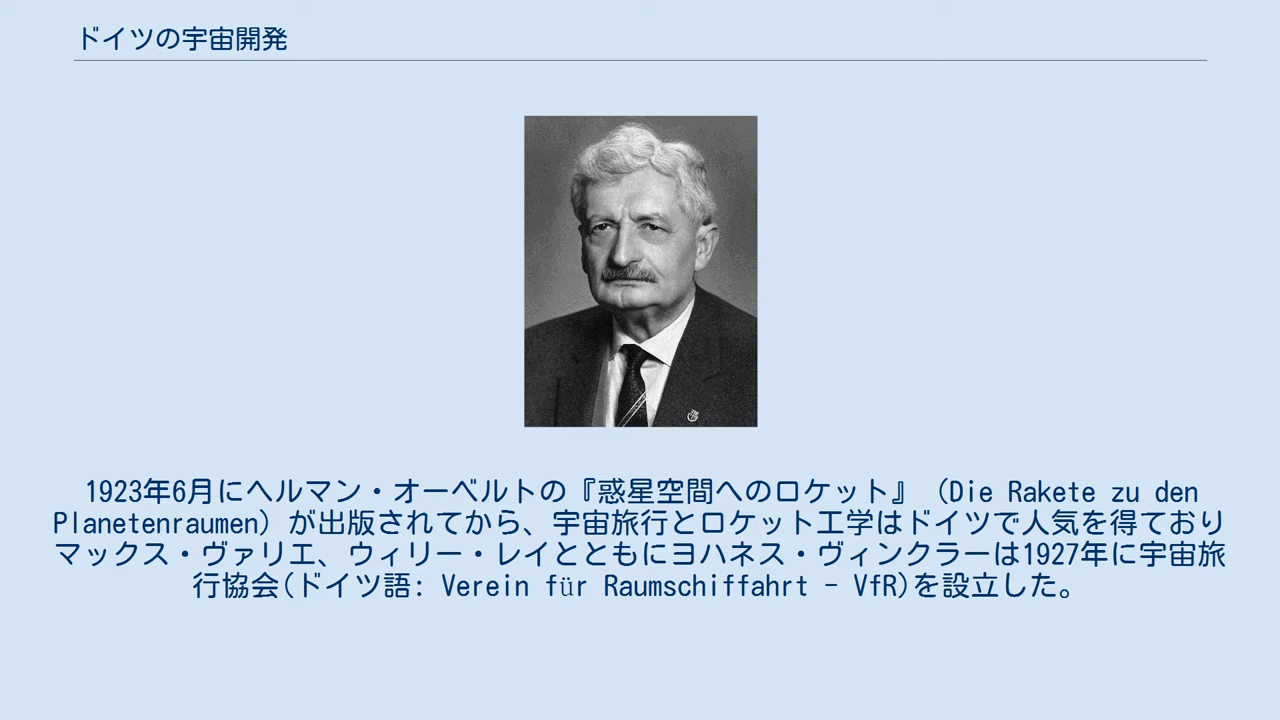 ドイツの宇宙開発
1923年6月にヘルマン・オーベルトの『惑星空間へのロケット』 (Die Rakete zu den
Planetenraumen) が出版されてから、宇宙旅行とロケット工学はドイツで人気を得ており
マックス・ヴァリエ、ウィリー・レイとともにヨハネス・ヴィンクラーは1927年に宇宙旅
行協会(ドイツ語: Verein für Raumschiffahrt - VfR)を設立した。